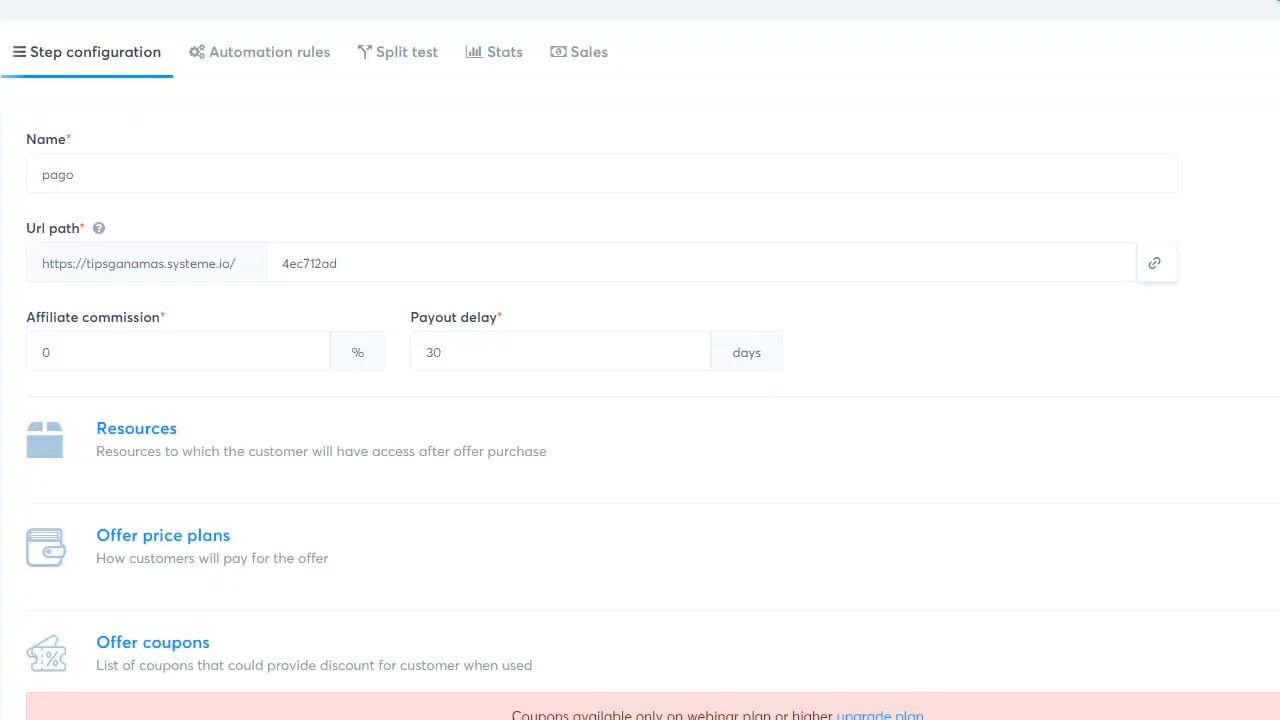 Step configuration Automation rules Split test Stats Sales
Name*
pago
Url path* ?
https://tipsganamas.systeme.io/ 4ec712ad
Affiliate commission* Payout delay*
0 % 30 days
Resources
Resources to which the customer will have access after offer purchase
Offer price plans
How customers will pay for the offer
Offer coupons
List of coupons that could provide discount for customer when used
Coupons available only on webinar plan or higher upgrade plan